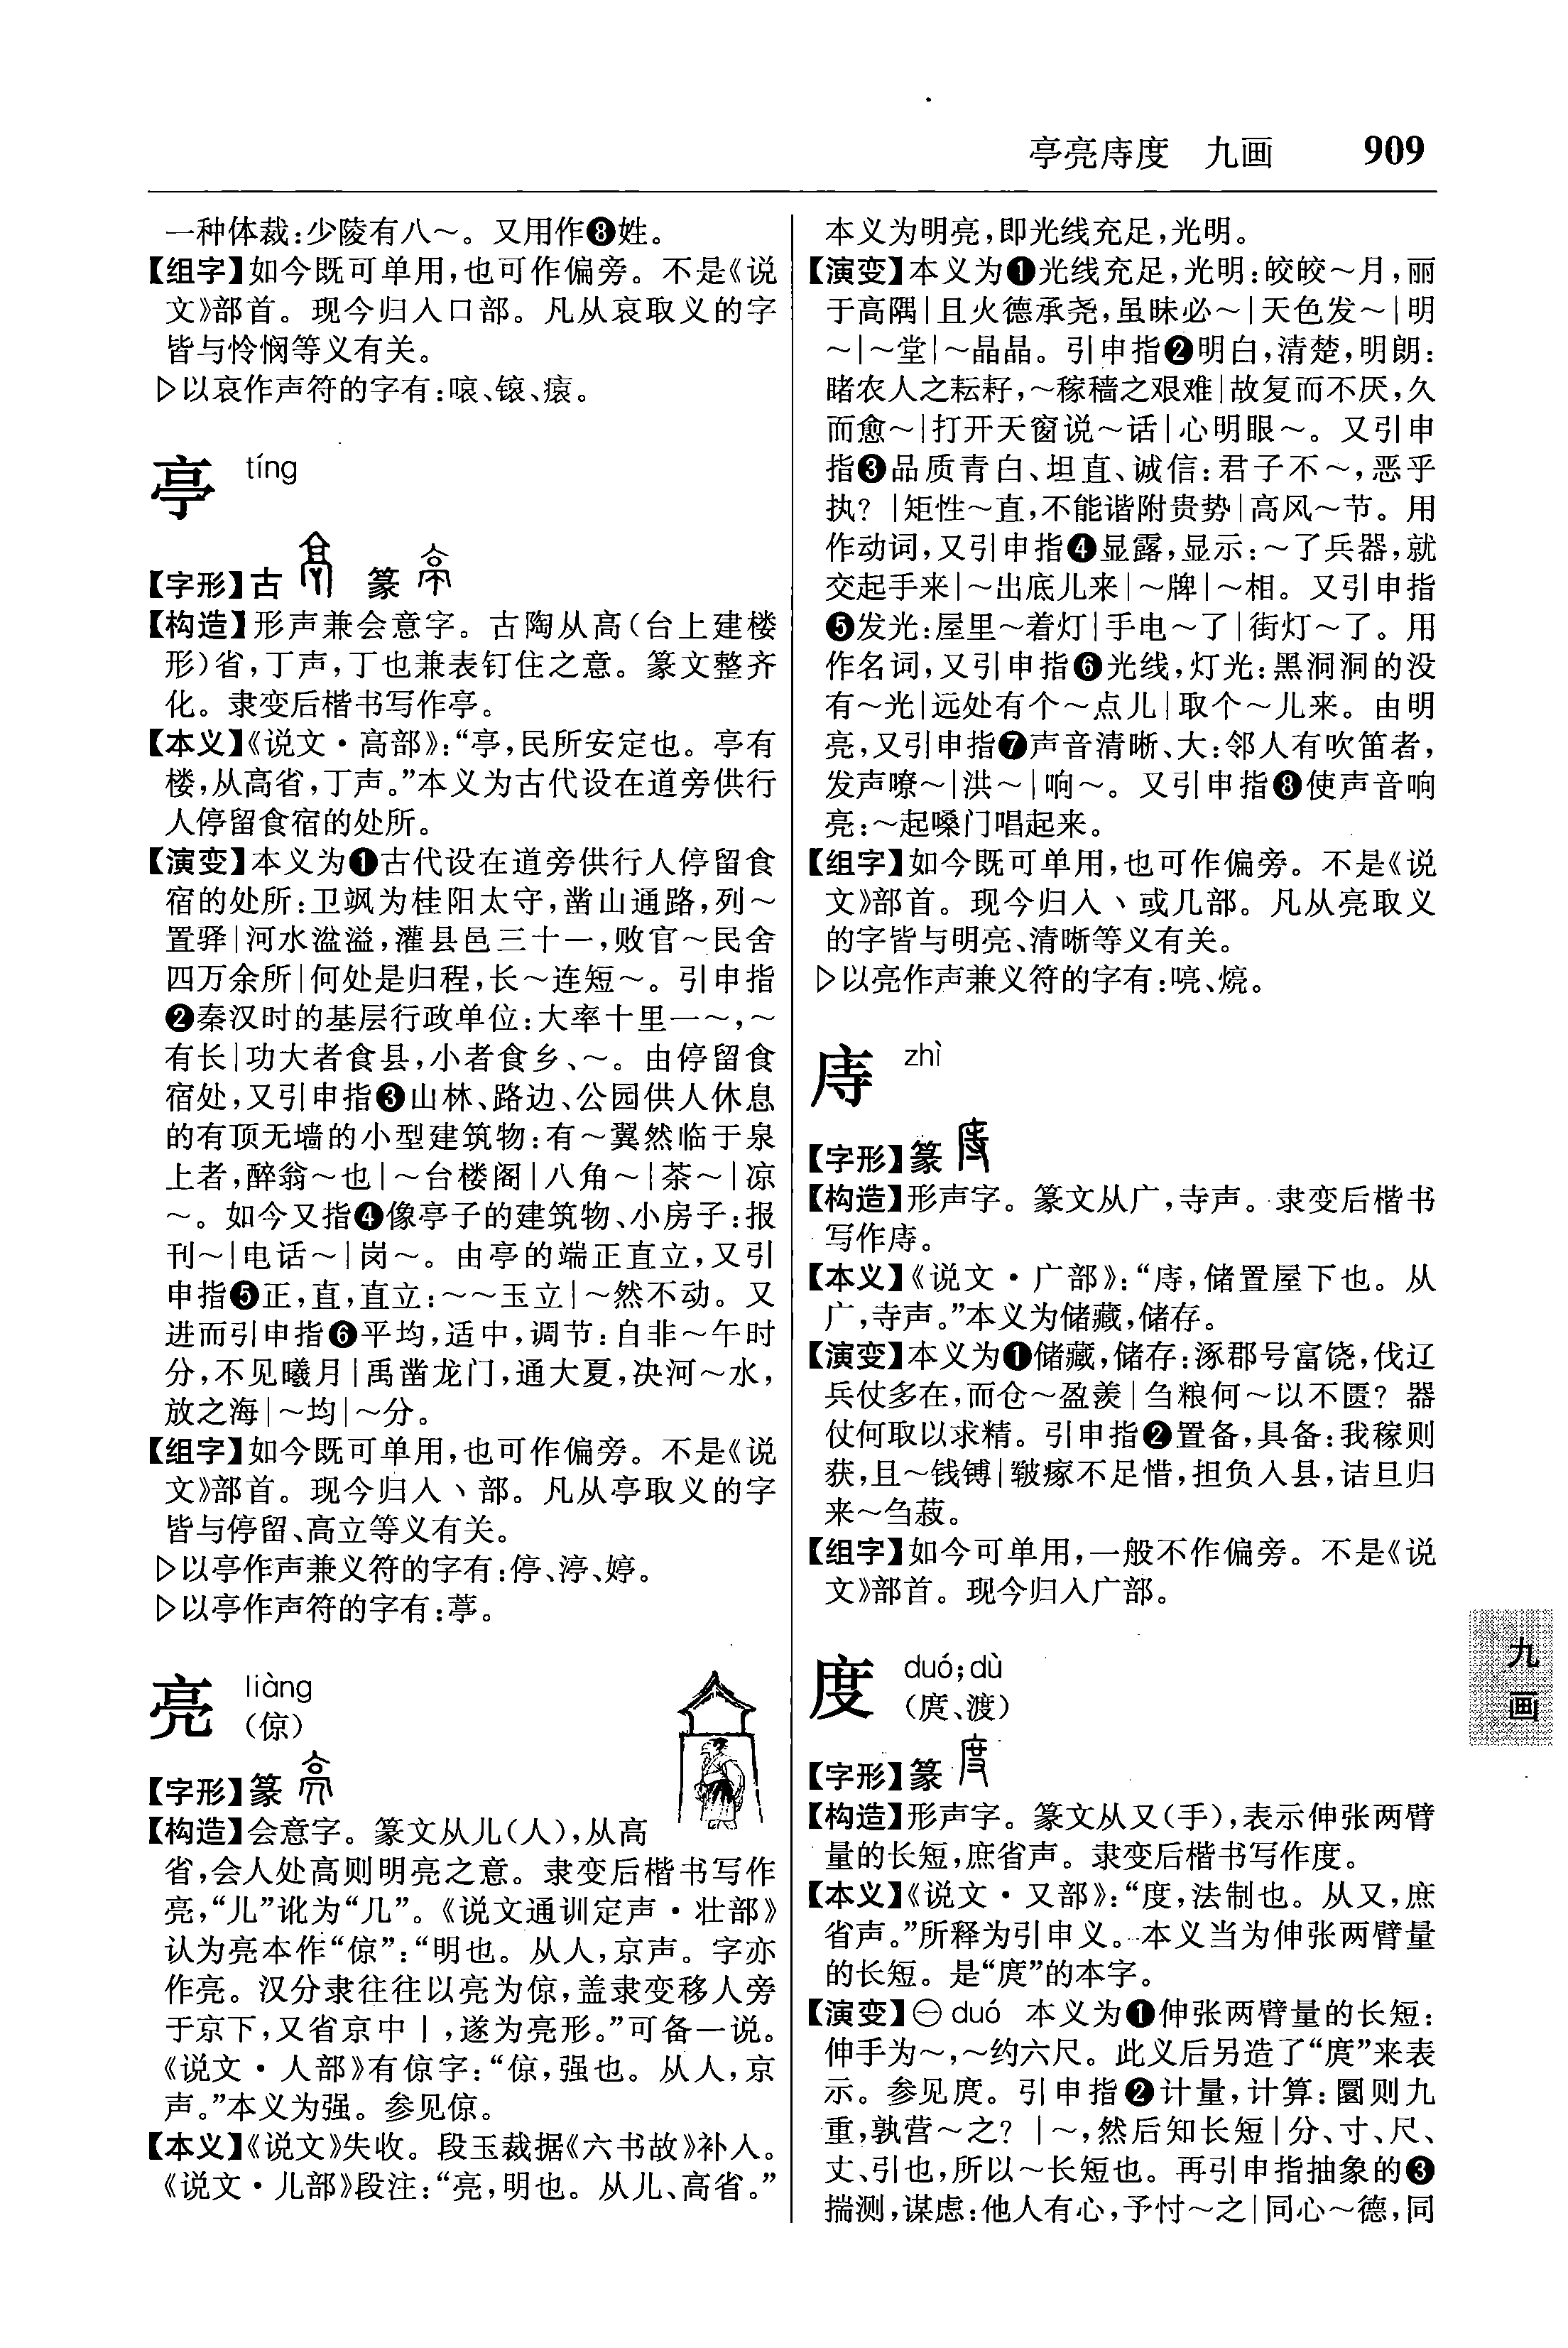 亭亮庤度　九画　909
一种体裁:少陵有八～。又用作❽姓。
【组字】如今既可单用,也可作偏旁。不是《说
文》部首。现今归入口部。凡从哀取义的字
皆与怜悯等义有关。
▷以哀作声符的字有:嗳、锿、㾨。
亭 tíng
【字形】古　篆
【构造】形声兼会意字。古陶从高(台上建楼
形)省,丁声,丁也兼表钉住之意。篆文整齐
化。隶变后楷书写作亭。
【本义】《说文·高部》:“亭,民所安定也。亭有
楼,从高省,丁声。”本义为古代设在道旁供行
人停留食宿的处所。
【演变】本义为❶古代设在道旁供行人停留食
宿的处所:卫飒为桂阳太守,凿山通路,列～
置驿|河水湓溢,灌县邑三十一,败官～民舍
四万余所|何处是归程,长～连短～。引申指
❷秦汉时的基层行政单位:大率十里一～,～
有长|功大者食县,小者食乡、～。由停留食
宿处,又引申指❸山林、路边、公园供人休息
的有顶无墙的小型建筑物:有～翼然临于泉
上者,醉翁～也|～台楼阁|八角～|茶～|凉
～。如今又指❹像亭子的建筑物、小房子:报
刊～|电话～|岗～。由亭的端正直立,又引
申指❺正,直,直立:～～玉立|～然不动。又
进而引申指❻平均,适中,调节:自非～午时
分,不见曦月|禹凿龙门,通大夏,决河～水,
放之海|～均|～分。
【组字】如今既可单用,也可作偏旁。不是《说
文》部首。现今归入丶部。凡从亭取义的字
皆与停留、高立等义有关。
▷以亭作声兼义符的字有:停、渟、婷。
▷以亭作声符的字有:葶。
亮 liàng
(倞)
【字形】篆
【构造】会意字。篆文从儿(人),从高
省,会人处高则明亮之意。隶变后楷书写作
亮,“儿”讹为“几”。《说文通训定声·壮部》
认为亮本作“倞”:“明也。从人,京声。字亦
作亮。汉分隶往往以亮为倞,盖隶变移人旁
于京下,又省京中丨,遂为亮形。”可备一说。
《说文·人部》有倞字:“倞,强也。从人,京
声。”本义为强。参见倞。
【本义】《说文》失收。段玉裁据《六书故》补入。
《说文·儿部》段注:“亮,明也。从儿、高省。”
本义为明亮,即光线充足,光明。
【演变】本义为❶光线充足,光明:皎皎～月,丽
于高隅|且火德承尧,虽昧必～|天色发～|明
～|～堂|～晶晶。引申指❷明白,清楚,明朗:
睹农人之耘耔,～稼穑之艰难|故复而不厌,久
而愈～|打开天窗说～话|心明眼～。又引申
指❸品质青白、坦直、诚信:君子不～,恶乎
执？|矩性～直,不能谐附贵势|高风～节。用
作动词,又引申指❹显露,显示:～了兵器,就
交起手来|～出底儿来|～牌|～相。又引申指
❺发光:屋里～着灯|手电～了|街灯～了。用
作名词,又引申指❻光线,灯光:黑洞洞的没
有～光|远处有个～点儿|取个～儿来。由明
亮,又引申指❼声音清晰、大:邻人有吹笛者,
发声嘹～|洪～|响～。又引申指❽使声音响
亮:～起嗓门唱起来。
【组字】如今既可单用,也可作偏旁。不是《说
文》部首。现今归入丶或几部。凡从亮取义
的字皆与明亮、清晰等义有关。
▷以亮作声兼义符的字有:喨、煷。
庤 zhì
【字形】篆
【构造】形声字。篆文从广,寺声。隶变后楷书
写作庤。
【本义】《说文·广部》:“庤,储置屋下也。从
广,寺声。”本义为储藏,储存。
【演变】本义为❶储藏,储存:涿郡号富饶,伐辽
兵仗多在,而仓～盈羡|刍粮何～以不匮？器
仗何取以求精。引申指❷置备,具备:我稼则
获,且～钱镈|皲瘃不足惜,担负入县,诘旦归
来～刍菽。
【组字】如今可单用,一般不作偏旁。不是《说
文》部首。现今归入广部。
度 duó;dù
(庹、渡)
【字形】篆
【构造】形声字。篆文从又(手),表示伸张两臂
量的长短,庶省声。隶变后楷书写作度。
【本义】《说文·又部》:“度,法制也。从又,庶
省声。”所释为引申义。本义当为伸张两臂量
的长短。是“庹”的本字。
【演变】㊀ duó 本义为❶伸张两臂量的长短:
伸手为～,～约六尺。此义后另造了“庹”来表
示。参见庹。引申指❷计量,计算:圜则九
重,孰营～之？|～,然后知长短|分、寸、尺、
丈、引也,所以～长短也。再引申指抽象的❸
揣测,谋虑:他人有心,予忖～之|同心～德,同
九
画